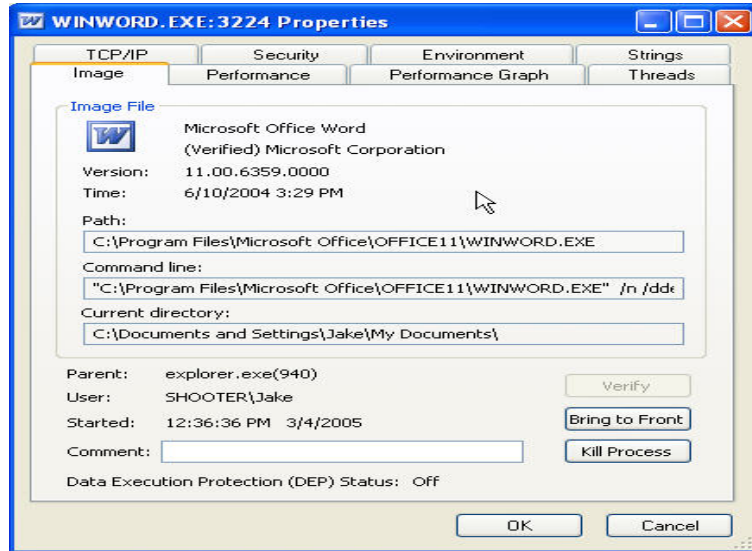 WINWORD.EXE:3224 Properties
TCP/IP Security Environment Strings
Image Performance Performance Graph Threads
Image File
Microsoft Office Word
(Verified) Microsoft Corporation
Version: 11.00.6359.0000
Time: 6/10/2004 3:29 PM
Path:
C:\Program Files\Microsoft Office\OFFICE11\WINWORD.EXE
Command line:
"C:\Program Files\Microsoft Office\OFFICE11\WINWORD.EXE" /n /dde
Current directory:
C:\Documents and Settings\Jake\My Documents\
Parent: explorer.exe(940)
Verify
User: SHOOTER\Jake
Started: 12:36:36 PM 3/4/2005
Bring to Front
Comment:
Kill Process
Data Execution Protection (DEP) Status: Off
OK Cancel